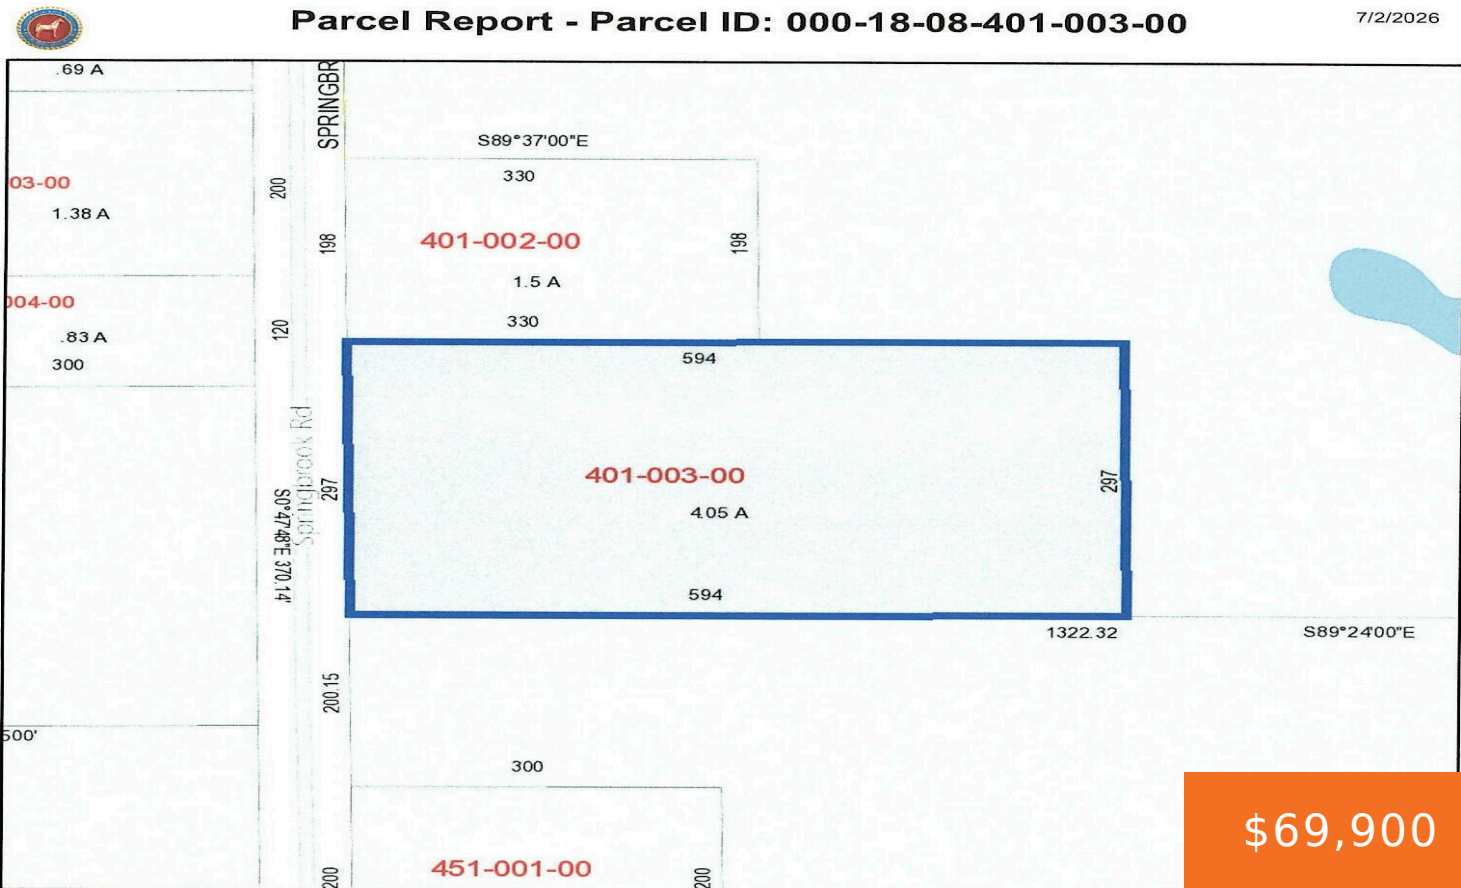 Parcel Report - Parcel ID: 000-18-08-401-003-00
7/2/2026
.69 A
SPRINGBR
S89°37'00"E
330
03-00
200
1.38 A
198
401-002-00
198
1.5 A
004-00
120
330
.83 A
300
594
Springbrook Rd
401-003-00
297
297
4.05 A
S0°47'48"E 370.14'
594
1322.32
S89°24'00"E
200.15
500'
300
$69,900
451-001-00
200
200